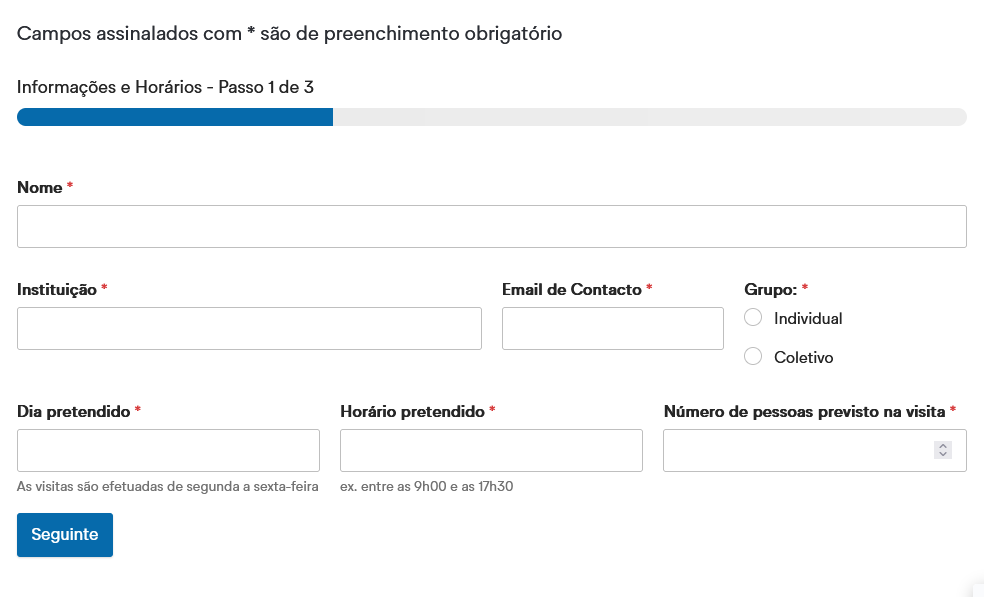 Campos assinalados com * são de preenchimento obrigatório
Informações e Horários - Passo 1 de 3
Nome *
Instituição *
Email de Contacto *
Grupo: *
Individual
Coletivo
Dia pretendido *
Horário pretendido *
Número de pessoas previsto na visita *
As visitas são efetuadas de segunda a sexta-feira
ex. entre as 9h00 e as 17h30
Seguinte